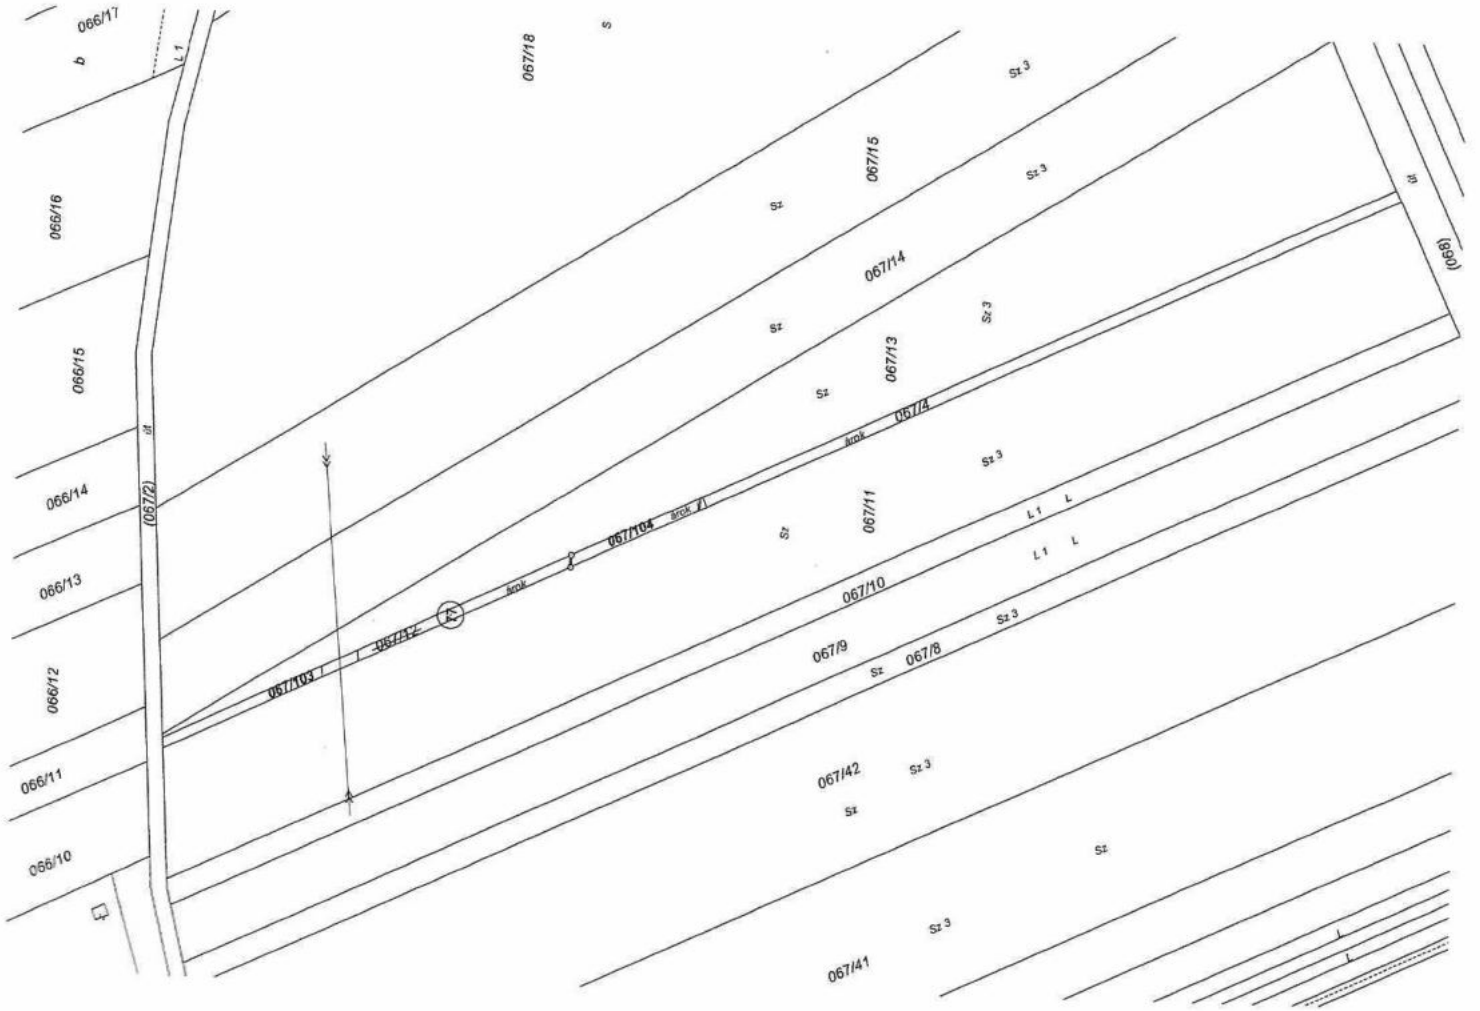 066/17
b
L 1
067/18
s
Sz 3
067/15
Sz 3
066/16
Sz
út
067/14
(068)
Sz
Sz 3
067/13
066/15
Sz
067/4
árok
út
Sz 3
066/14
(067/2)
L
L 1
067/11
árok
067/104
Sz
L 1
L
066/13
árok
067/10
Sz 3
067/12
067/9
067/8
Sz
067/103
066/12
067/42
Sz 3
066/11
Sz
Sz
066/10
Sz 3
L
L
067/41